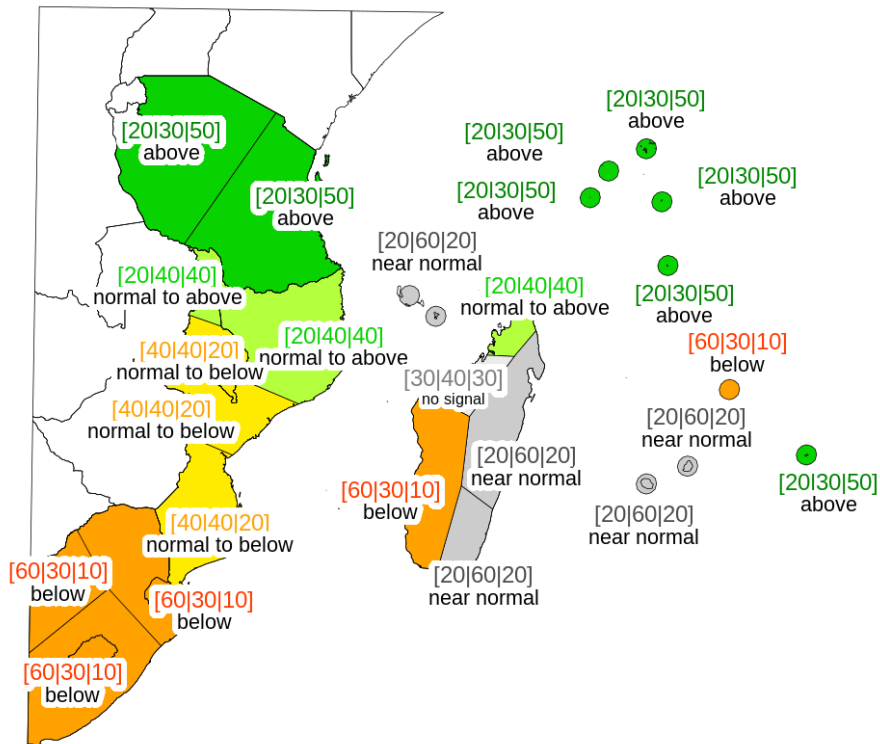 [20|30|50]
above
[20|30|50]
above
[20|30|50]
above
[20|30|50]
above
[20|30|50]
above
[20|30|50]
above
[20|60|20]
near normal
[20|40|40]
normal to above
[20|40|40]
normal to above
[20|30|50]
above
[20|40|40]
normal to above
[60|30|10]
below
[40|40|20]
normal to below
[30|40|30]
no signal
[40|40|20]
normal to below
[20|60|20]
near normal
[20|60|20]
near normal
[60|30|10]
below
[20|30|50]
above
[40|40|20]
normal to below
[20|60|20]
near normal
[60|30|10]
below
[20|60|20]
near normal
[60|30|10]
below
[60|30|10]
below